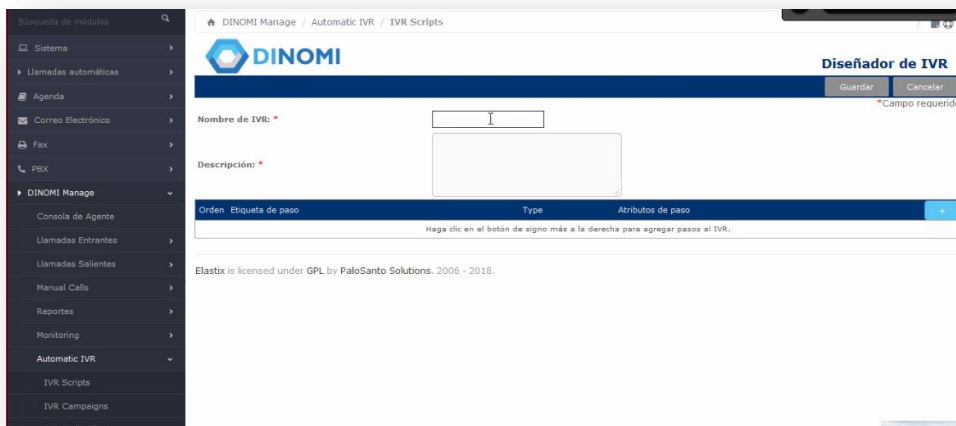 Búsqueda de módulos
DINOMI Manage / Automatic IVR / IVR Scripts
Sistema
Llamadas automáticas
Agenda
Correo Electrónico
Fax
PBX
DINOMI Manage
Consola de Agente
Llamadas Entrantes
Llamadas Salientes
Manual Calls
Reportes
Monitoring
Automatic IVR
IVR Scripts
IVR Campaigns
DINOMI
Diseñador de IVR
Guardar Cancelar
*Campo requerido
Nombre de IVR: *
Descripción: *
Orden Etiqueta de paso Type Atributos de paso +
Haga clic en el botón de signo más a la derecha para agregar pasos al IVR.
Elastix is licensed under GPL by PaloSanto Solutions. 2006 - 2018.